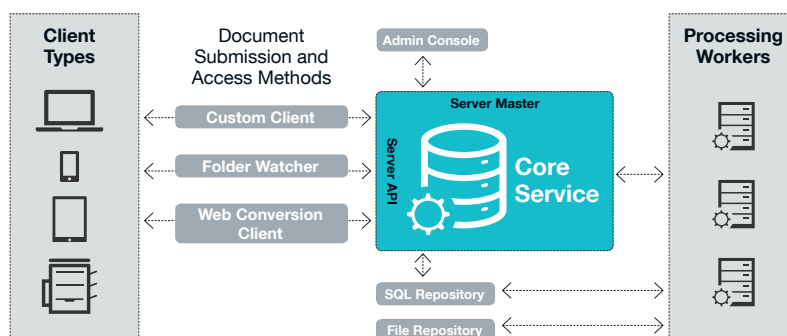 Client
Types
Document
Submission and
Access Methods
Admin Console
Processing
Workers
Server Master
Custom Client
Folder Watcher
Web Conversion
Client
Server API
Core
Service
SQL Repository
File Repository